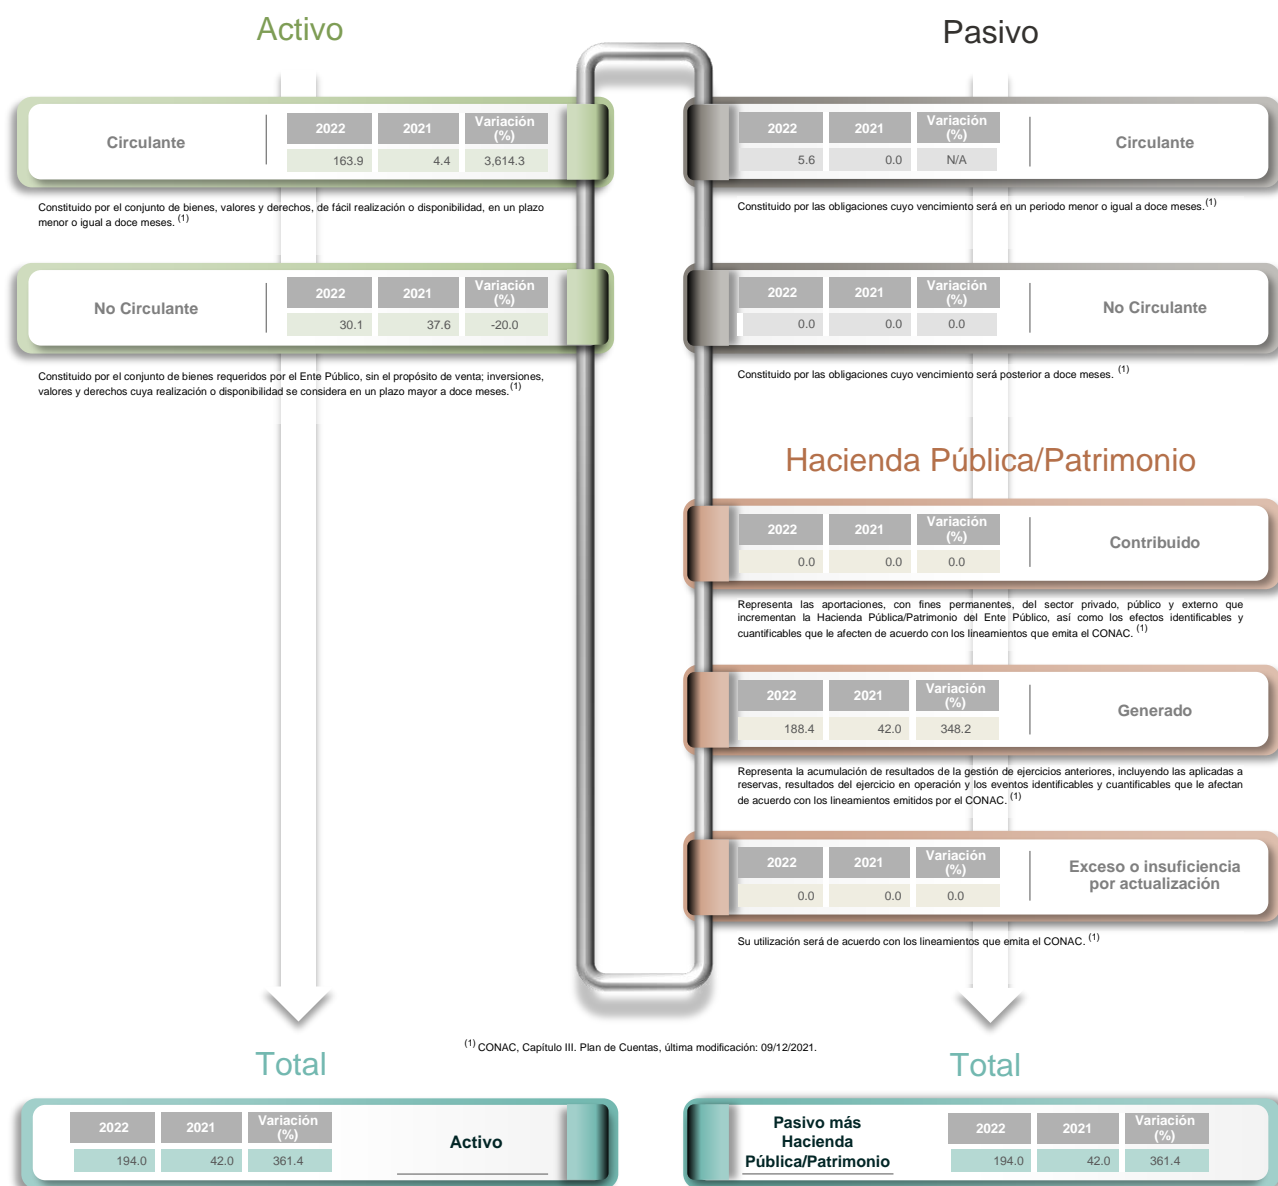 Activo
Circulante
2022 2021 Variación (%)
163.9 4.4 3,614.3
Constituido por el conjunto de bienes, valores y derechos, de fácil realización o disponibilidad, en un plazo
menor o igual a doce meses. (1)
No Circulante
2022 2021 Variación (%)
30.1 37.6 -20.0
Constituido por el conjunto de bienes requeridos por el Ente Público, sin el propósito de venta; inversiones,
valores y derechos cuya realización o disponibilidad se considera en un plazo mayor a doce meses. (1)
Pasivo
2022 2021 Variación (%)
5.6 0.0 N/A
Circulante
Constituido por las obligaciones cuyo vencimiento será en un periodo menor o igual a doce meses. (1)
2022 2021 Variación (%)
0.0 0.0 0.0
No Circulante
Constituido por las obligaciones cuyo vencimiento será posterior a doce meses. (1)
Hacienda Pública/Patrimonio
2022 2021 Variación (%)
0.0 0.0 0.0
Contribuido
Representa las aportaciones, con fines permanentes, del sector privado, público y externo que
incrementan la Hacienda Pública/Patrimonio del Ente Público, así como los efectos identificables y
cuantificables que le afecten de acuerdo con los lineamientos que emita el CONAC. (1)
2022 2021 Variación (%)
188.4 42.0 348.2
Generado
Representa la acumulación de resultados de la gestión de ejercicios anteriores, incluyendo las aplicadas a
reservas, resultados del ejercicio en operación y los eventos identificables y cuantificables que le afectan
de acuerdo con los lineamientos emitidos por el CONAC. (1)
2022 2021 Variación (%)
0.0 0.0 0.0
Exceso o insuficiencia
por actualización
Su utilización será de acuerdo con los lineamientos que emita el CONAC. (1)
(1) CONAC, Capítulo III. Plan de Cuentas, última modificación: 09/12/2021.
Total
2022 2021 Variación (%)
194.0 42.0 361.4
Activo
Total
Pasivo más
Hacienda
Pública/Patrimonio
2022 2021 Variación (%)
194.0 42.0 361.4